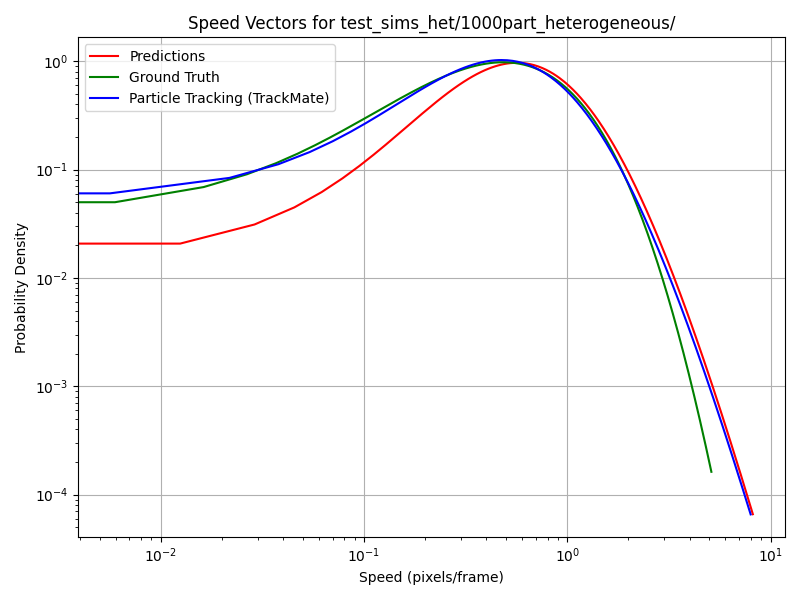 Speed Vectors for test_sims_het/1000part_heterogeneous/
Predictions
Ground Truth
Particle Tracking (TrackMate)
Probability Density
10⁰
10⁻¹
10⁻²
10⁻³
10⁻⁴
10⁻²
10⁻¹
10⁰
10¹
Speed (pixels/frame)